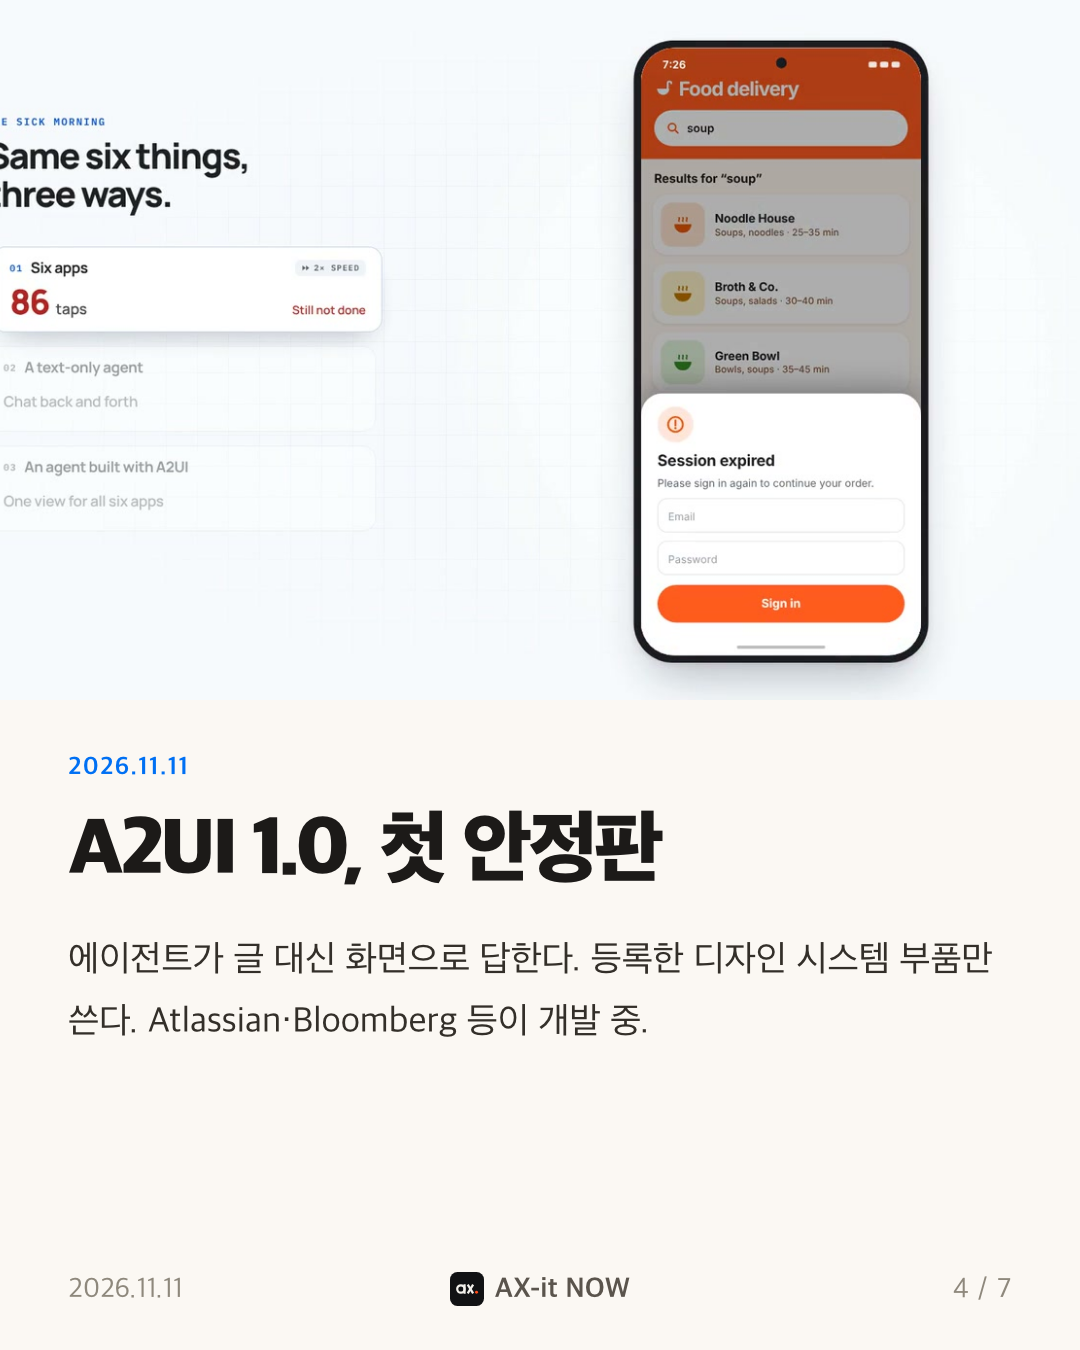 E SICK MORNING
Same six things,
three ways.
01 Six apps
2× SPEED
86 taps
Still not done
02 A text-only agent
Chat back and forth
03 An agent built with A2UI
One view for all six apps
7:26
Food delivery
soup
Results for “soup”
Noodle House
Soups, noodles · 25–35 min
Broth & Co.
Soups, salads · 30–40 min
Green Bowl
Bowls, soups · 35–45 min
Session expired
Please sign in again to continue your order.
Email
Password
Sign in
2026.11.11
A2UI 1.0, 첫 안정판
에이전트가 글 대신 화면으로 답한다. 등록한 디자인 시스템 부품만
쓴다. Atlassian·Bloomberg 등이 개발 중.
2026.11.11
ax. AX-it NOW
4 / 7